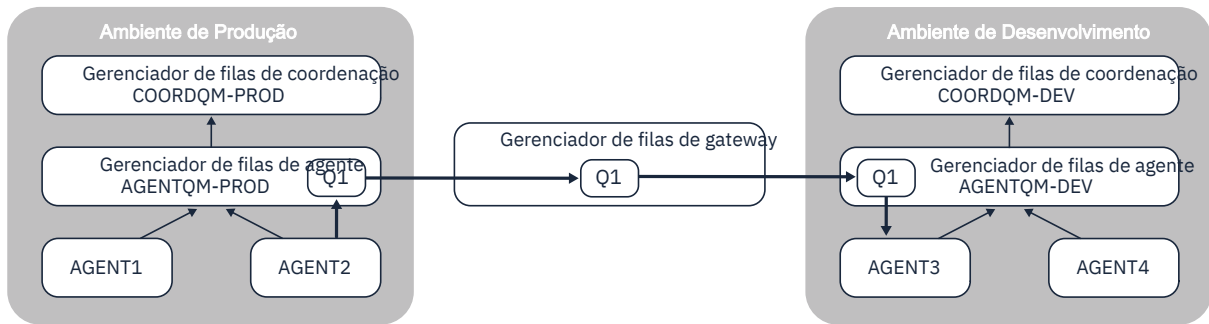 Ambiente de Produção
Gerenciador de filas de coordenação
COORDQM-PROD
Gerenciador de filas de agente
AGENTQM-PROD
Q1
AGENT1
AGENT2
Gerenciador de filas de gateway
Q1
Ambiente de Desenvolvimento
Gerenciador de filas de coordenação
COORDQM-DEV
Q1
Gerenciador de filas de agente
AGENTQM-DEV
AGENT3
AGENT4